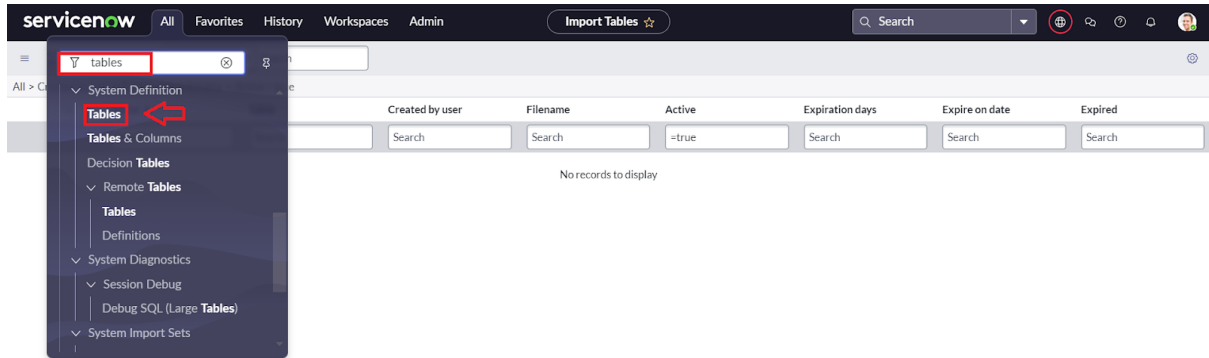 servicenow All Favorites History Workspaces Admin Import Tables Search
tables
All > Cr
System Definition
Tables
Created by user Filename Active Expiration days Expire on date Expired
Tables & Columns
Search Search =true Search Search Search
Decision Tables
No records to display
Remote Tables
Tables
Definitions
System Diagnostics
Session Debug
Debug SQL (Large Tables)
System Import Sets